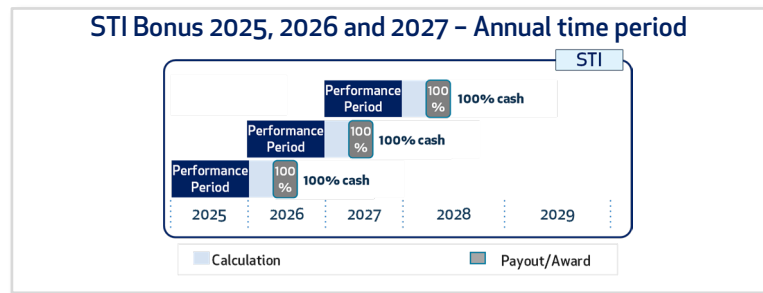 STI Bonus 2025, 2026 and 2027 – Annual time period
STI
Performance
Period
100
%
100% cash
Performance
Period
100
%
100% cash
Performance
Period
100
%
100% cash
2025
2026
2027
2028
2029
Calculation
Payout/Award